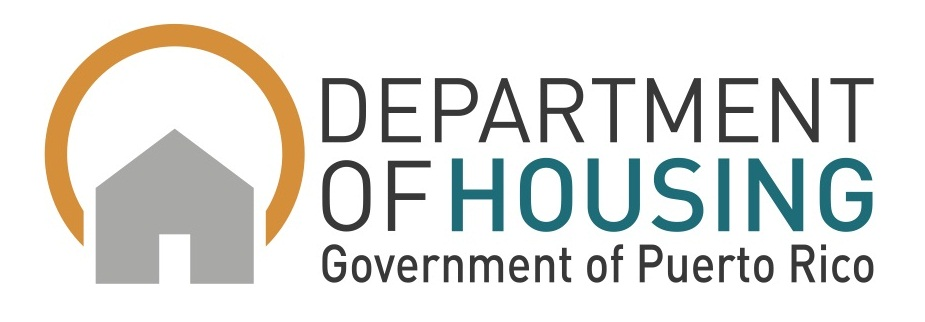 DEPARTMENT
OF HOUSING
Government of Puerto Rico